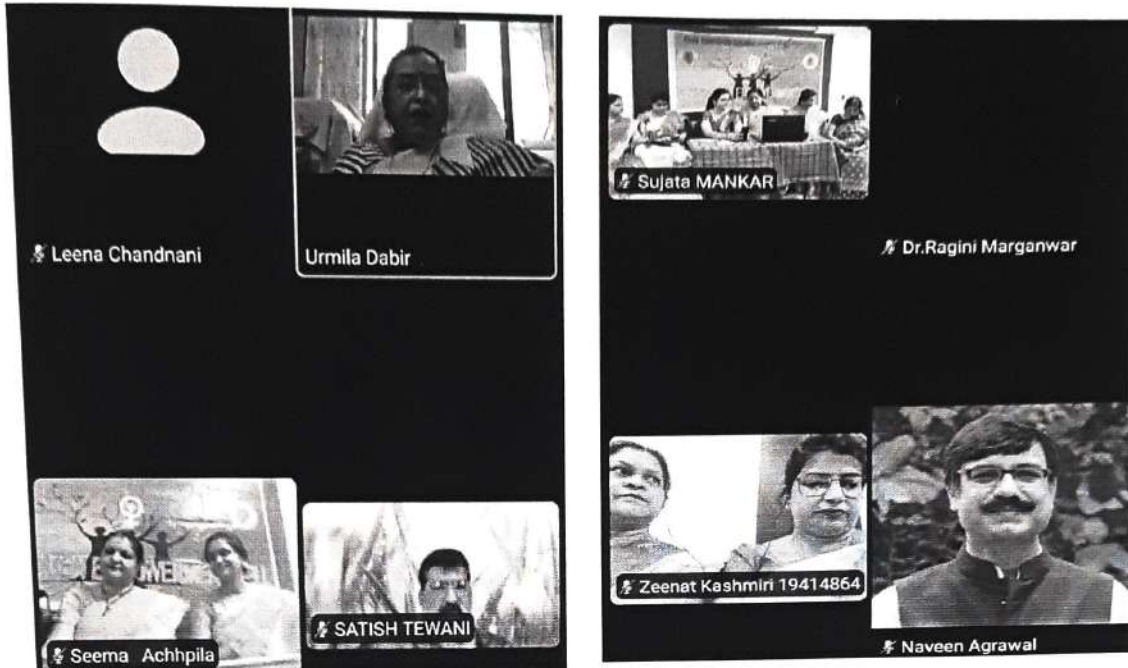 Leena Chandnani
Urmila Dabir
Seema Achhpila
SATISH TEWANI
Sujata MANKAR
Dr.Ragini Marganwar
Zeenat Kashmiri 19414864
Naveen Agrawal